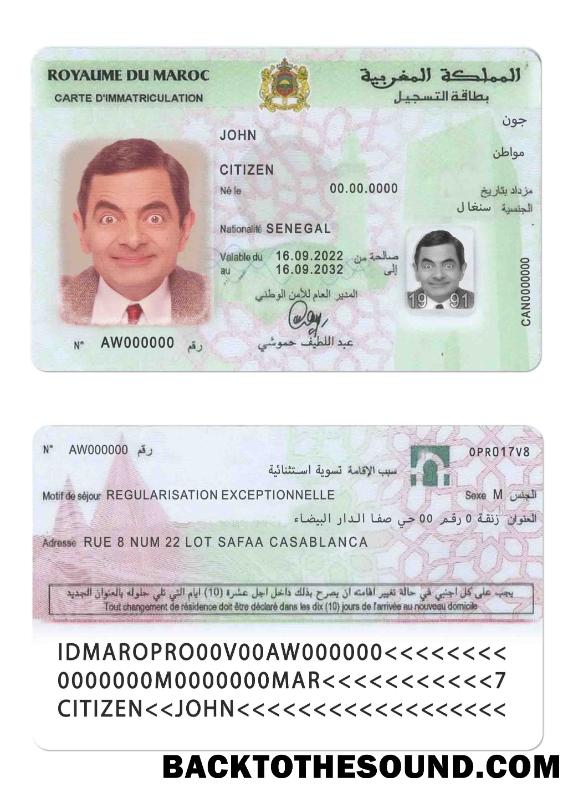 ROYAUME DU MAROC
المملكة المغربية
CARTE D'IMMATRICULATION
بطاقة التسجيل
جون
JOHN
مواطن
CITIZEN
Né le 00.00.0000 مزداد بتاريخ
الجنسية سنغال
Nationalité SENEGAL
Valable du 16.09.2022 صالحة من
au 16.09.2032 إلى
المدير العام للأمن الوطني
19 91
CAN0000000
عبد اللطيف حموشي
N° AW000000 رقم
N° AW000000 رقم
0PR017V8
سبب الإقامة تسوية استثنائية
Motif de séjour REGULARISATION EXCEPTIONNELLE
Sexe M الجنس
العنوان زنقة 0 رقم 00 حي صفا الدار البيضاء
Adresse RUE 8 NUM 22 LOT SAFAA CASABLANCA
يجب على كل اجنبي في حالة تغيير اقامته ان يصرح بذلك داخل اجل عشرة (10) ايام التي تلي حلوله بالعنوان الجديد
Tout changement de résidence doit être déclaré dans les dix (10) jours de l'arrivée au nouveau domicile
IDMAROPRO00V00AW000000<<<<<<<<
0000000M0000000MAR<<<<<<<<<<<7
CITIZEN<<JOHN<<<<<<<<<<<<<<<<<
BACKTOTHESOUND.COM